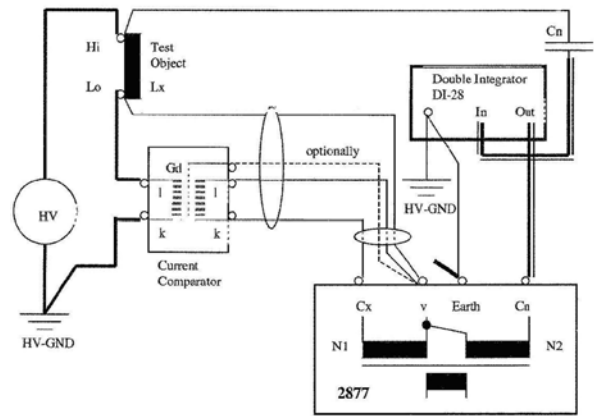 Cn
Hi
Test
Object
Lo
Lx
Double Integrator
DI-28
In
Out
~
optionally
Gd
l
l
k
k
HV
HV-GND
Current
Comparator
HV-GND
Cx
v
Earth
Cn
N1
N2
2877